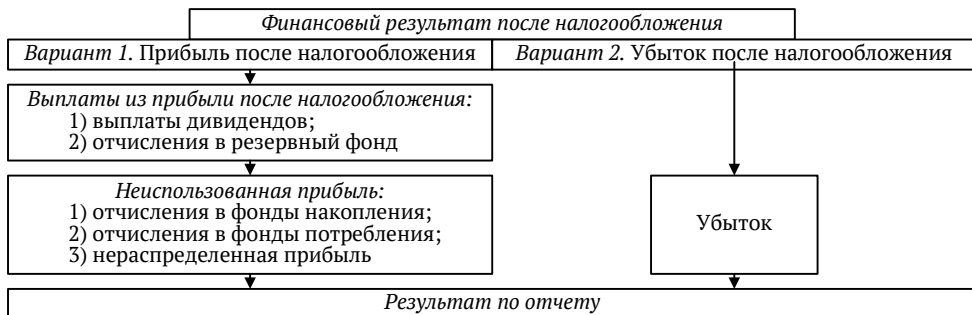 Финансовый результат после налогообложения
Вариант 1. Прибыль после налогообложения
Вариант 2. Убыток после налогообложения
Выплаты из прибыли после налогообложения:
1) выплаты дивидендов;
2) отчисления в резервный фонд
Неиспользованная прибыль:
1) отчисления в фонды накопления;
2) отчисления в фонды потребления;
3) нераспределенная прибыль
Убыток
Результат по отчету